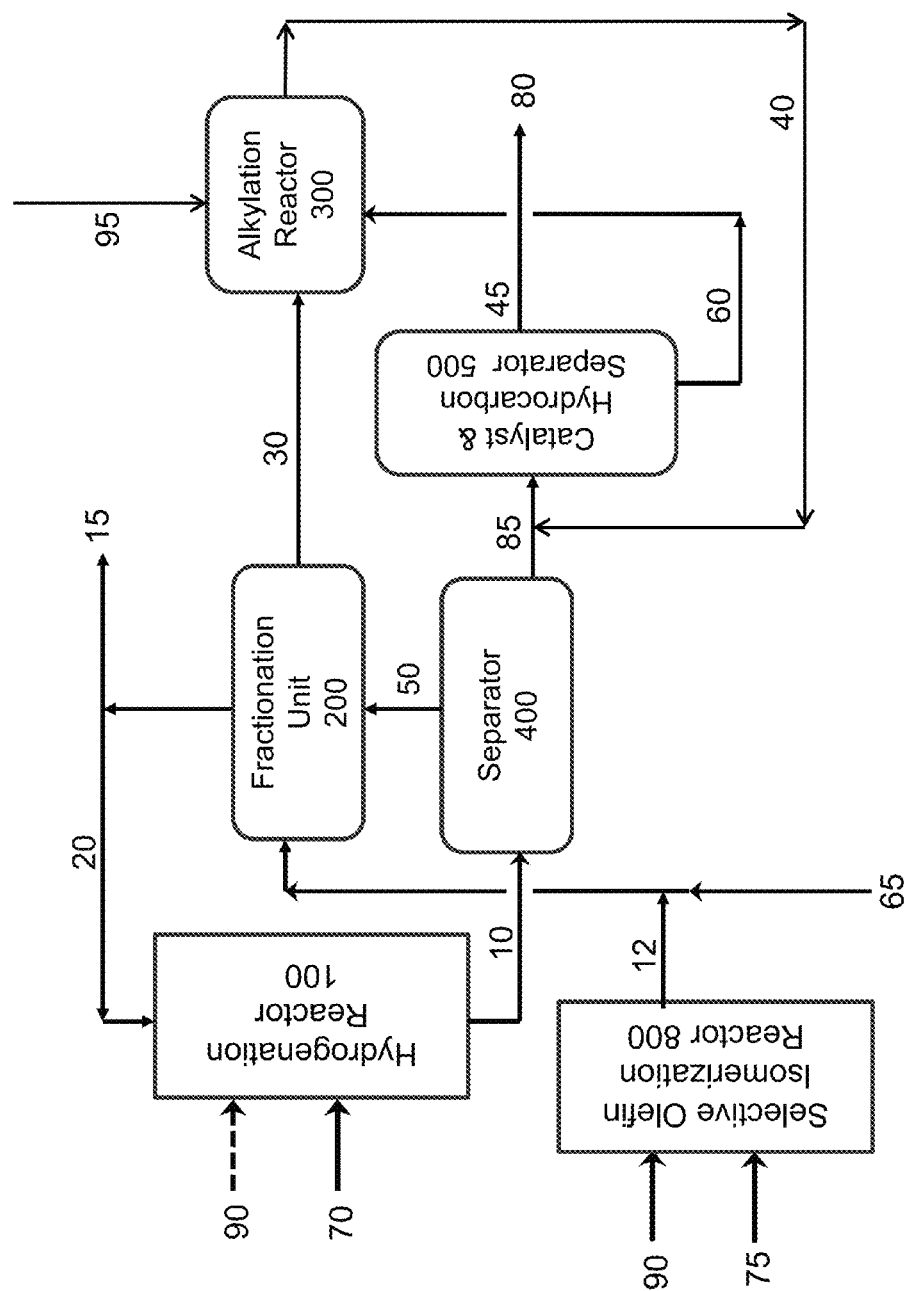 95
Alkylation
Reactor
300
40
80
45
60
30
Catalyst &
Hydrocarbon
Separator 500
15
85
Fractionation
Unit
200
50
Separator
400
20
Hydrogenation
Reactor
100
10
12
65
Selective Olefin
Isomerization
Reactor 800
90
70
90
75